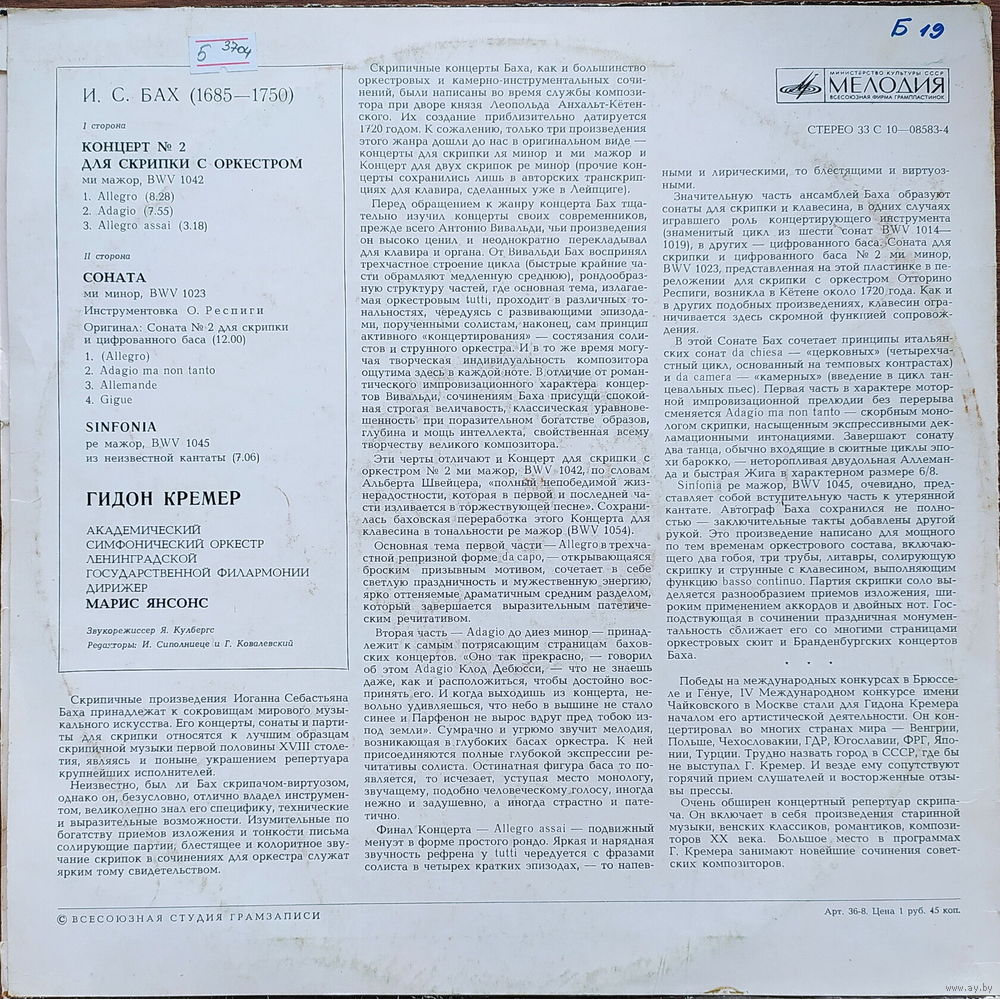 Б 19
Б 3704
МИНИСТЕРСТВО КУЛЬТУРЫ СССР
МЕЛОДИЯ
ВСЕСОЮЗНАЯ ФИРМА ГРАМПЛАСТИНОК
СТЕРЕО 33 С 10—08583-4
И. С. БАХ (1685—1750)
I сторона
КОНЦЕРТ № 2
ДЛЯ СКРИПКИ С ОРКЕСТРОМ
ми мажор, BWV 1042
1. Allegro (8.28)
2. Adagio (7.55)
3. Allegro assai (3.18)
II сторона
СОНАТА
ми минор, BWV 1023
Инструментовка О. Респиги
Оригинал: Соната № 2 для скрипки
и цифрованного баса (12.00)
1. (Allegro)
2. Adagio ma non tanto
3. Allemande
4. Gigue
SINFONIA
ре мажор, BWV 1045
из неизвестной кантаты (7.06)
ГИДОН КРЕМЕР
АКАДЕМИЧЕСКИЙ
СИМФОНИЧЕСКИЙ ОРКЕСТР
ЛЕНИНГРАДСКОЙ
ГОСУДАРСТВЕННОЙ ФИЛАРМОНИИ
ДИРИЖЕР
МАРИС ЯНСОНС
Звукорежиссер Я. Кулбергс
Редакторы: И. Сиполниеце и Г. Ковалевский
Скрипичные произведения Иоганна Себастьяна
Баха принадлежат к сокровищам мирового музы-
кального искусства. Его концерты, сонаты и парти-
ты для скрипки относятся к лучшим образцам
скрипичной музыки первой половины XVIII столе-
тия, являясь и поныне украшением репертуара
крупнейших исполнителей.
Неизвестно, был ли Бах скрипачом-виртуозом,
однако он, безусловно, отлично владел инструмен-
том, великолепно знал его специфику, технические
и выразительные возможности. Изумительные по
богатству приемов изложения и тонкости письма
солирующие партии, блестящее и колоритное зву-
чание скрипок в сочинениях для оркестра служат
ярким тому свидетельством.
Скрипичные концерты Баха, как и большинство
оркестровых и камерно-инструментальных сочи-
нений, были написаны во время службы компози-
тора при дворе князя Леопольда Анхальт-Кётен-
ского. Их создание приблизительно датируется
1720 годом. К сожалению, только три произведения
этого жанра дошли до нас в оригинальном виде —
концерты для скрипки ля минор и ми мажор и
Концерт для двух скрипок ре минор (прочие кон-
церты сохранились лишь в авторских транскрип-
циях для клавира, сделанных уже в Лейпциге).
Перед обращением к жанру концерта Бах тща-
тельно изучил концерты своих современников,
прежде всего Антонио Вивальди, чьи произведения
он высоко ценил и неоднократно перекладывал
для клавира и органа. От Вивальди Бах воспринял
трехчастное строение цикла (быстрые крайние ча-
сти обрамляют медленную среднюю), рондообраз-
ную структуру частей, где основная тема, излагае-
мая оркестровым tutti, проходит в различных то-
нальностях, чередуясь с развивающими эпизода-
ми, порученными солистам, наконец, сам принцип
активного «концертирования» — состязания соли-
стов и струнного оркестра. И в то же время могу-
чая творческая индивидуальность композитора
ощутима здесь в каждой ноте. В отличие от роман-
тического импровизационного характера концер-
тов Вивальди, сочинениям Баха присущи спокой-
ная строгая величавость, классическая уравнове-
шенность при поразительном богатстве образов,
глубина и мощь интеллекта, свойственная всему
творчеству великого композитора.
Эти черты отличают и Концерт для скрипки с
оркестром № 2 ми мажор, BWV 1042, по словам
Альберта Швейцера, «полный непобедимой жиз-
нерадостности, которая в первой и последней ча-
сти изливается в торжествующей песне». Сохрани-
лась баховская переработка этого Концерта для
клавесина в тональности ре мажор (BWV 1054).
Основная тема первой части — Allegro в трехча-
стной репризной форме da capo, — открывающаяся
броским призывным мотивом, сочетает в себе
светлую праздничность и мужественную энергию,
ярко оттеняемые драматичным средним разделом,
который завершается выразительным патетиче-
ским речитативом.
Вторая часть — Adagio до диез минор — принад-
лежит к самым потрясающим страницам бахов-
ских концертов. «Оно так прекрасно, — говорил
об этом Adagio Клод Дебюсси, — что не знаешь
даже, как и расположиться, чтобы достойно вос-
принять его. И когда выходишь из концерта, не-
вольно удивляешься, что небо в вышине не стало
синее и Парфенон не вырос вдруг пред тобою из-
под земли». Сумрачно и угрюмо звучит мелодия,
возникающая в глубоких басах оркестра. К ней
присоединяются полные глубокой экспрессии ре-
читативы солиста. Остинатная фигура баса то по-
является, то исчезает, уступая место монологу,
звучащему, подобно человеческому голосу, иногда
нежно и задушевно, а иногда страстно и пате-
тично.
Финал Концерта — Allegro assai — подвижный
менуэт в форме простого рондо. Яркая и нарядная
звучность рефрена у tutti чередуется с фразами
солиста в четырех кратких эпизодах, — то напев-
ными и лирическими, то блестящими и виртуоз-
ными.
Значительную часть ансамблей Баха образуют
сонаты для скрипки и клавесина, в одних случаях
игравшего роль концертирующего инструмента
(знаменитый цикл из шести сонат BWV 1014—
1019), в других — цифрованного баса. Соната для
скрипки и цифрованного баса № 2 ми минор,
BWV 1023, представленная на этой пластинке в пе-
реложении для скрипки с оркестром Отторино
Респиги, возникла в Кётене около 1720 года. Как и
в других подобных произведениях, клавесин огра-
ничивается здесь скромной функцией сопровож-
дения.
В этой Сонате Бах сочетает принципы итальян-
ских сонат da chiesa — «церковных» (четырехча-
стный цикл, основанный на темповых контрастах)
и da camera — «камерных» (введение в цикл тан-
цевальных пьес). Первая часть в характере мотор-
ной импровизационной прелюдии без перерыва
сменяется Adagio ma non tanto — скорбным моно-
логом скрипки, насыщенным экспрессивными де-
кламационными интонациями. Завершают сонату
два танца, обычно входящие в сюитные циклы эпо-
хи барокко, — неторопливая двудольная Аллеман-
да и быстрая Жига в характерном размере 6/8.
Sinfonia ре мажор, BWV 1045, очевидно, пред-
ставляет собой вступительную часть к утерянной
кантате. Автограф Баха сохранился не полно-
стью — заключительные такты добавлены другой
рукой. Это произведение написано для мощного
по тем временам оркестрового состава, включаю-
щего два гобоя, три трубы, литавры, солирующую
скрипку и струнные с клавесином, выполняющим
функцию basso continuo. Партия скрипки соло вы-
деляется разнообразием приемов изложения, ши-
роким применением аккордов и двойных нот. Гос-
подствующая в сочинении праздничная монумен-
тальность сближает его со многими страницами
оркестровых сюит и Бранденбургских концертов
Баха.
• • •
Победы на международных конкурсах в Брюссе-
ле и Генуе, IV Международном конкурсе имени
Чайковского в Москве стали для Гидона Кремера
началом его артистической деятельности. Он кон-
цертировал во многих странах мира — Венгрии,
Польше, Чехословакии, ГДР, Югославии, ФРГ, Япо-
нии, Турции. Трудно назвать город в СССР, где бы
не выступал Г. Кремер. И везде ему сопутствуют
горячий прием слушателей и восторженные отзы-
вы прессы.
Очень обширен концертный репертуар скрипа-
ча. Он включает в себя произведения старинной
музыки, венских классиков, романтиков, компози-
торов XX века. Большое место в программах
Г. Кремера занимают новейшие сочинения совет-
ских композиторов.
© ВСЕСОЮЗНАЯ СТУДИЯ ГРАМЗАПИСИ
Арт. 36-8. Цена 1 руб. 45 коп.
www.ay.by